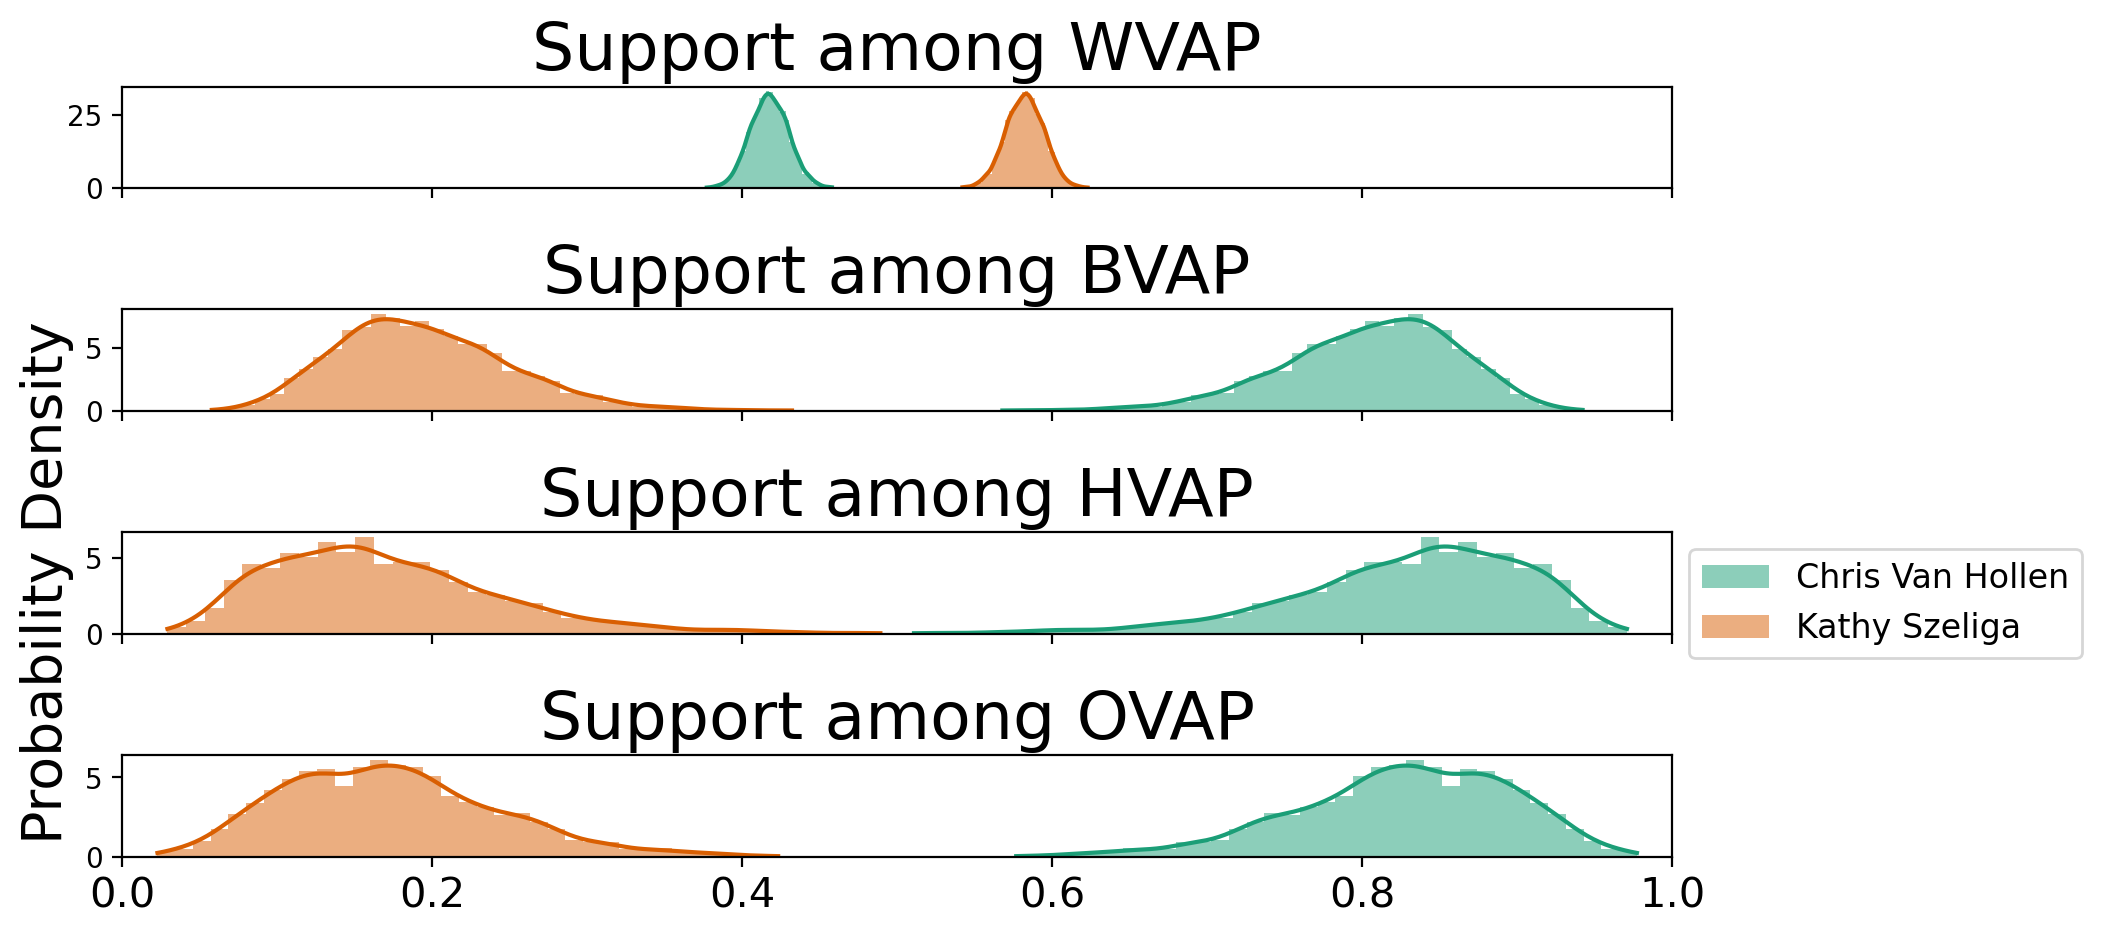 Support among WVAP
25
0
Support among BVAP
5
0
Support among HVAP
5
0
Support among OVAP
5
0
0.0 0.2 0.4 0.6 0.8 1.0
Probability Density
Chris Van Hollen
Kathy Szeliga